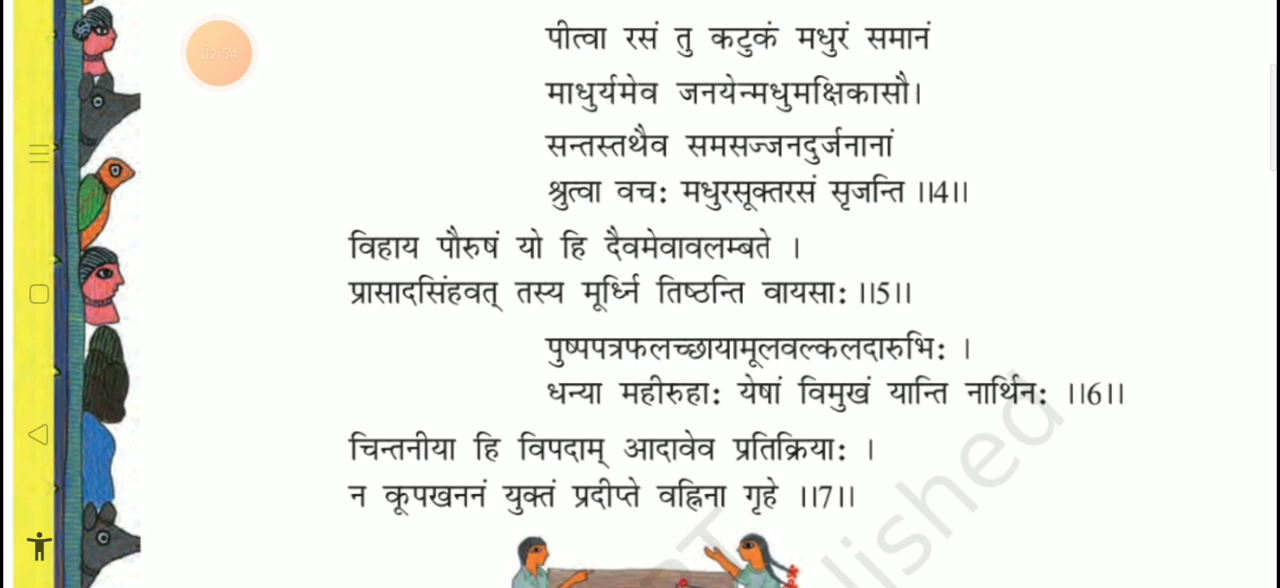 02:54
पीत्वा रसं तु कटुकं मधुरं समानं
माधुर्यमेव जनयेन्मधुमक्षिकासौ।
सन्तस्तथैव समसज्जनदुर्जनानां
श्रुत्वा वचः मधुरसूक्तरसं सृजन्ति ।।4।।
विहाय पौरुषं यो हि दैवमेवावलम्बते ।
प्रासादसिंहवत् तस्य मूर्ध्नि तिष्ठन्ति वायसाः ।।5।।
पुष्पपत्रफलच्छायामूलवल्कलदारुभिः ।
धन्या महीरुहाः येषां विमुखं यान्ति नार्थिनः ।।6।।
चिन्तनीया हि विपदाम् आदावेव प्रतिक्रियाः ।
न कूपखननं युक्तं प्रदीप्ते वह्निना गृहे ।।7।।